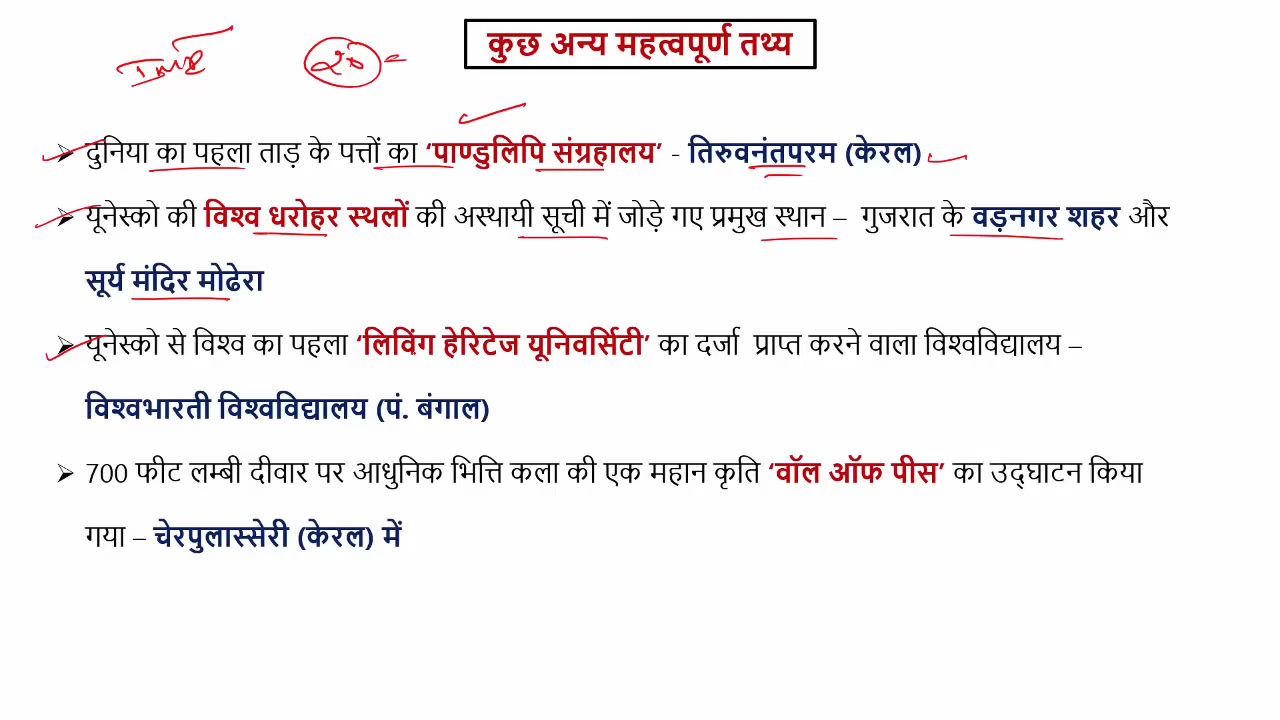 कुछ अन्य महत्वपूर्ण तथ्य
➢ दुनिया का पहला ताड़ के पत्तों का ‘पाण्डुलिपि संग्रहालय’ - तिरुवनंतपरम (केरल)
➢ यूनेस्को की विश्व धरोहर स्थलों की अस्थायी सूची में जोड़े गए प्रमुख स्थान – गुजरात के वड़नगर शहर और
सूर्य मंदिर मोढेरा
➢ यूनेस्को से विश्व का पहला ‘लिविंग हेरिटेज यूनिवर्सिटी’ का दर्जा प्राप्त करने वाला विश्वविद्यालय –
विश्वभारती विश्वविद्यालय (पं. बंगाल)
➢ 700 फीट लम्बी दीवार पर आधुनिक भित्ति कला की एक महान कृति ‘वॉल ऑफ पीस’ का उद्घाटन किया
गया – चेरपुलास्सेरी (केरल) में